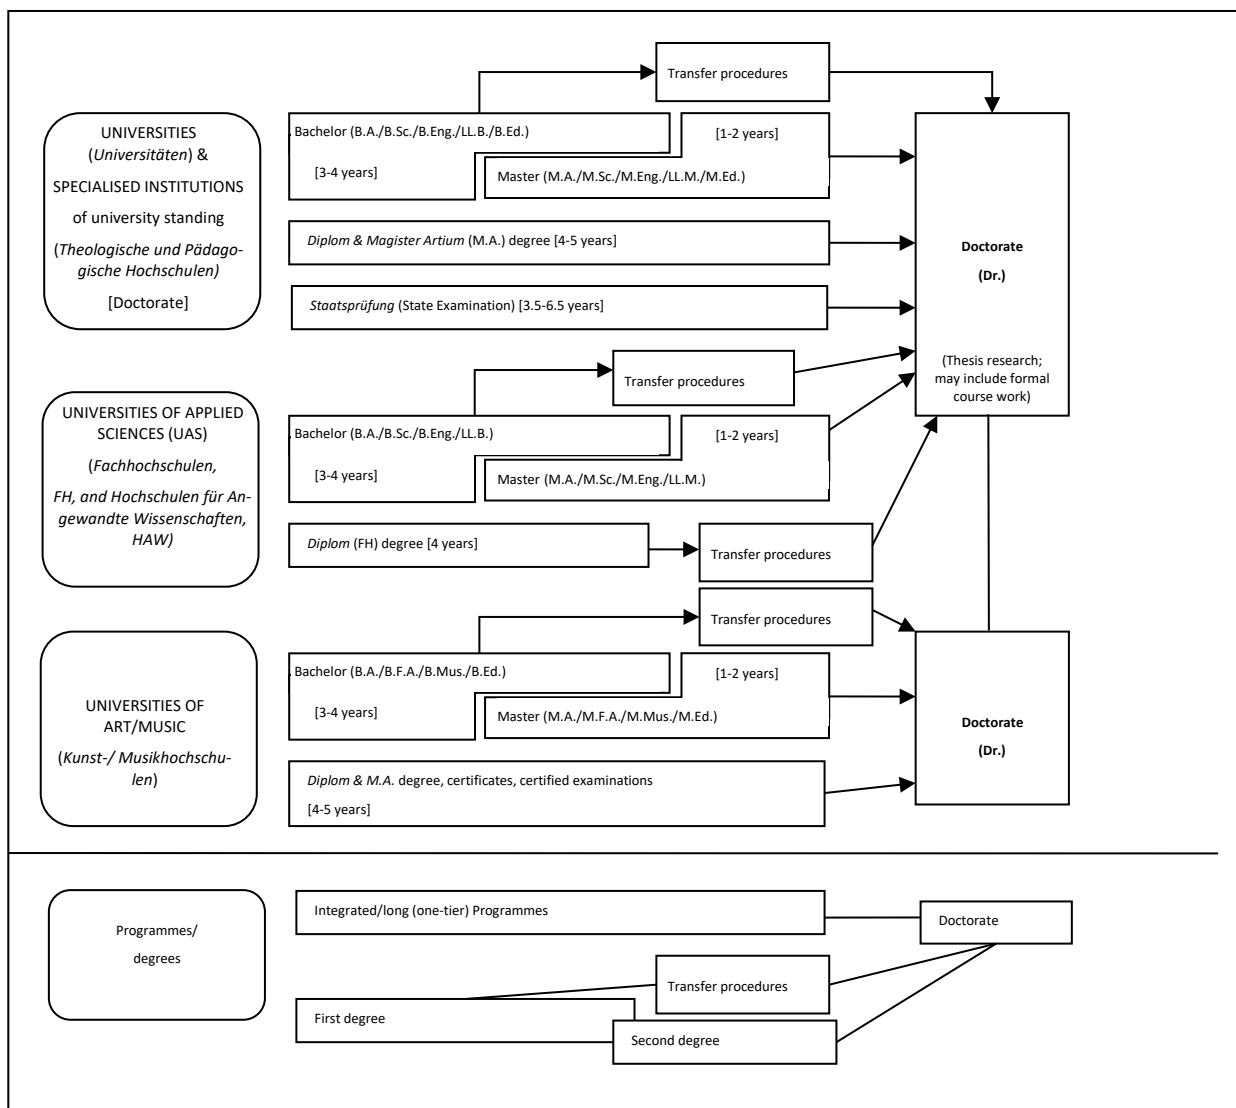 Transfer procedures
UNIVERSITIES
(Universitäten) &
SPECIALISED INSTITUTIONS
of university standing
(Theologische und Pädago-
gische Hochschulen)
[Doctorate]
Bachelor (B.A./B.Sc./B.Eng./LL.B./B.Ed.)
[3-4 years]
[1-2 years]
Master (M.A./M.Sc./M.Eng./LL.M./M.Ed.)
Diplom & Magister Artium (M.A.) degree [4-5 years]
Staatsprüfung (State Examination) [3.5-6.5 years]
Doctorate
(Dr.)
(Thesis research;
may include formal
course work)
Transfer procedures
UNIVERSITIES OF APPLIED
SCIENCES (UAS)
(Fachhochschulen,
FH, and Hochschulen für An-
gewandte Wissenschaften,
HAW)
Bachelor (B.A./B.Sc./B.Eng./LL.B.)
[3-4 years]
[1-2 years]
Master (M.A./M.Sc./M.Eng./LL.M.)
Diplom (FH) degree [4 years]
Transfer procedures
Transfer procedures
UNIVERSITIES OF
ART/MUSIC
(Kunst-/ Musikhochschu-
len)
Bachelor (B.A./B.F.A./B.Mus./B.Ed.)
[3-4 years]
[1-2 years]
Master (M.A./M.F.A./M.Mus./M.Ed.)
Diplom & M.A. degree, certificates, certified examinations
[4-5 years]
Doctorate
(Dr.)
Programmes/
degrees
Integrated/long (one-tier) Programmes
Doctorate
Transfer procedures
First degree
Second degree